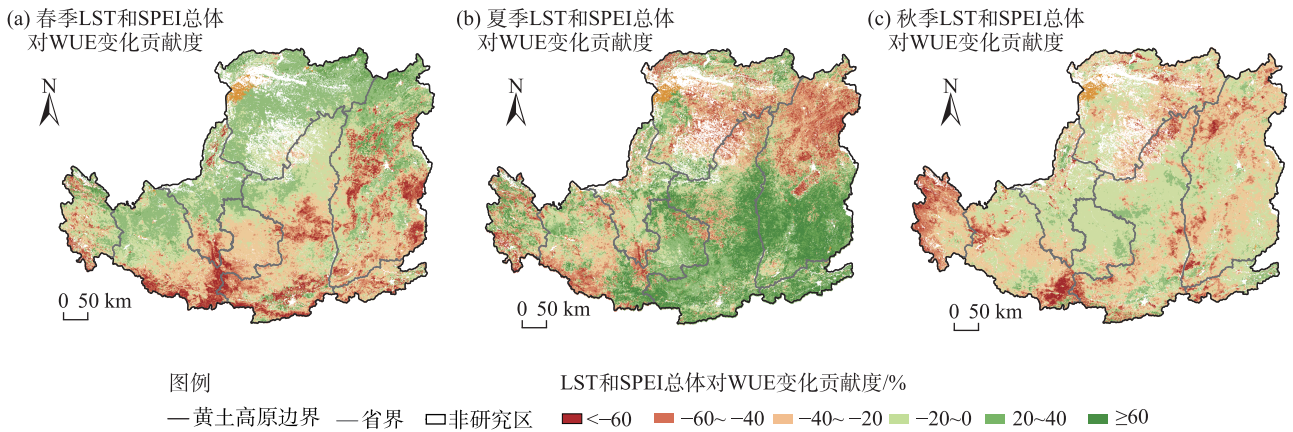 (a) 春季LST和SPEI总体
对WUE变化贡献度
(b) 夏季LST和SPEI总体
对WUE变化贡献度
(c) 秋季LST和SPEI总体
对WUE变化贡献度
N
N
N
0 50 km
0 50 km
0 50 km
图例
LST和SPEI总体对WUE变化贡献度/%
黄土高原边界 省界 非研究区 <−60 −60~ −40 −40~ −20 −20~0 20~40 ≥60